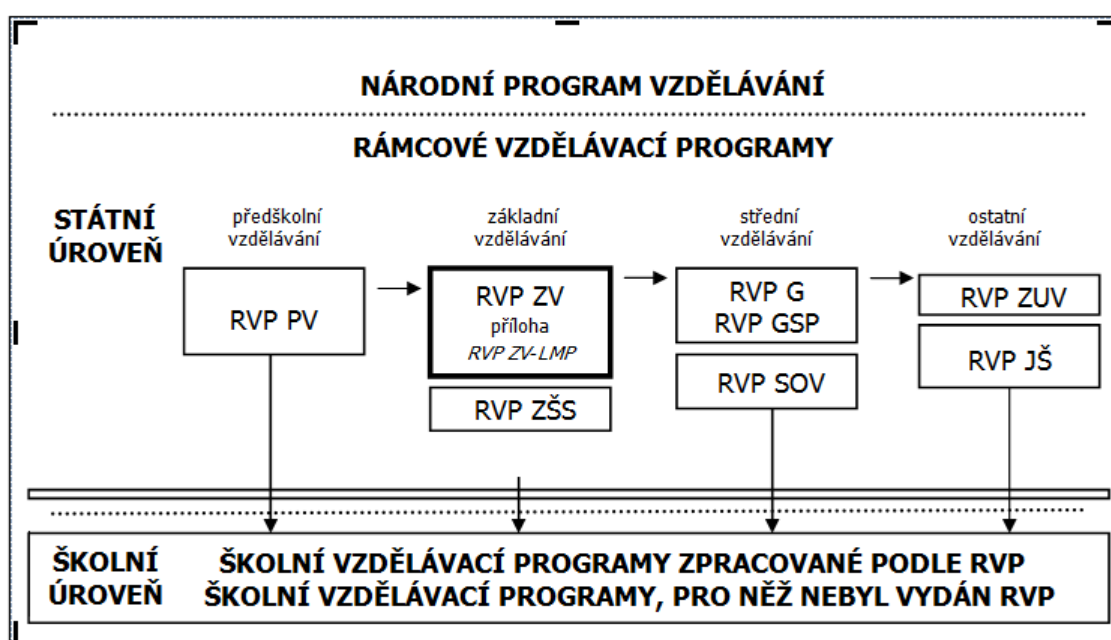 NÁRODNÍ PROGRAM VZDĚLÁVÁNÍ
RÁMCOVÉ VZDĚLÁVACÍ PROGRAMY
STÁTNÍ
ÚROVEŇ
předškolní
vzdělávání
základní
vzdělávání
střední
vzdělávání
ostatní
vzdělávání
RVP PV
RVP ZV
příloha
RVP ZV-LMP
RVP ZŠS
RVP G
RVP GSP
RVP SOV
RVP ZUV
RVP JŠ
ŠKOLNÍ
ÚROVEŇ
ŠKOLNÍ VZDĚLÁVACÍ PROGRAMY ZPRACOVANÉ PODLE RVP
ŠKOLNÍ VZDĚLÁVACÍ PROGRAMY, PRO NĚŽ NEBYL VYDÁN RVP